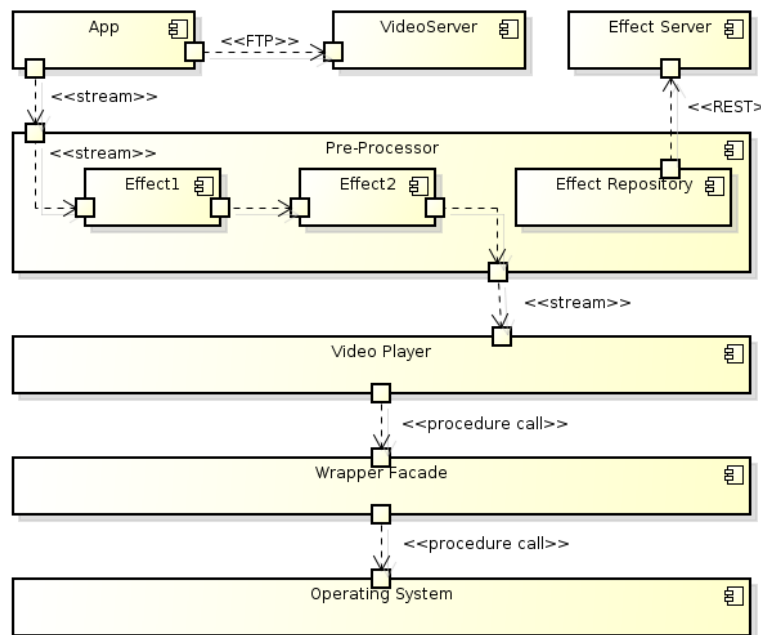 App
<<FTP>>
VideoServer
Effect Server
<<stream>>
<<REST>
<<stream>>
Pre-Processor
Effect1
Effect2
Effect Repository
<<stream>>
Video Player
<<procedure call>>
Wrapper Facade
<<procedure call>>
Operating System